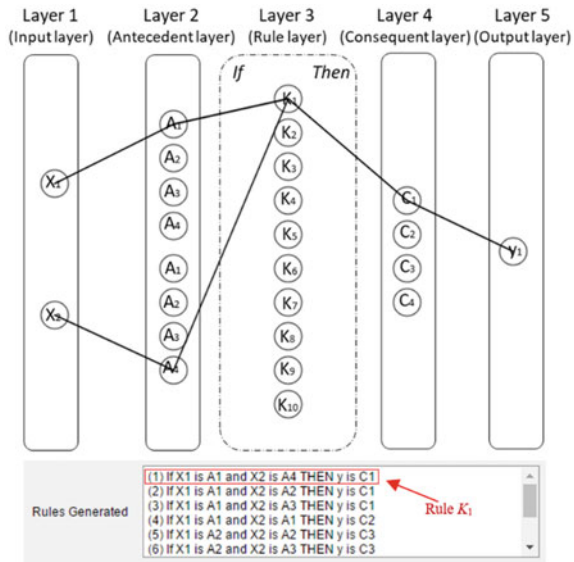 Layer 1 Layer 2 Layer 3 Layer 4 Layer 5
(Input layer) (Antecedent layer) (Rule layer) (Consequent layer) (Output layer)
If Then
K1
A1
K2
A2
K3
X1
A3
K4
C1
A4
K5
C2
y1
A1
K6
C3
A2
K7
C4
X2
A3
K8
A4
K9
K10
(1) If X1 is A1 and X2 is A4 THEN y is C1
(2) If X1 is A1 and X2 is A2 THEN y is C1
(3) If X1 is A1 and X2 is A3 THEN y is C1
Rules Generated
Rule K1
(4) If X1 is A1 and X2 is A1 THEN y is C2
(5) If X1 is A2 and X2 is A2 THEN y is C3
(6) If X1 is A2 and X2 is A3 THEN y is C3